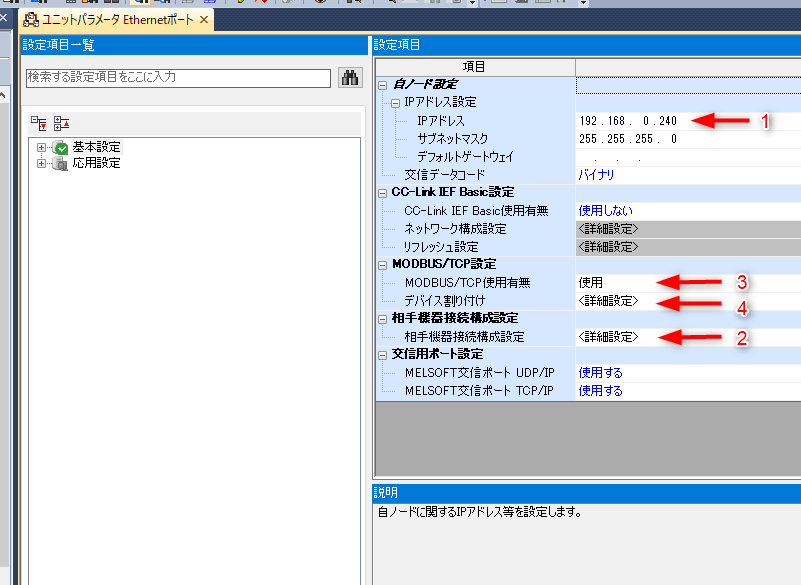 ユニットパラメータ Ethernetポート
設定項目一覧
検索する設定項目をここに入力
基本設定
応用設定
設定項目
項目
自ノード設定
IPアドレス設定
IPアドレス 192 . 168 . 0 . 240 1
サブネットマスク 255 . 255 . 255 . 0
デフォルトゲートウェイ . . .
交信データコード バイナリ
CC-Link IEF Basic設定
CC-Link IEF Basic使用有無 使用しない
ネットワーク構成設定 <詳細設定>
リフレッシュ設定 <詳細設定>
MODBUS/TCP設定
MODBUS/TCP使用有無 使用 3
デバイス割り付け <詳細設定> 4
相手機器接続構成設定
相手機器接続構成設定 <詳細設定> 2
交信用ポート設定
MELSOFT交信ポート UDP/IP 使用する
MELSOFT交信ポート TCP/IP 使用する
説明
自ノードに関するIPアドレス等を設定します。